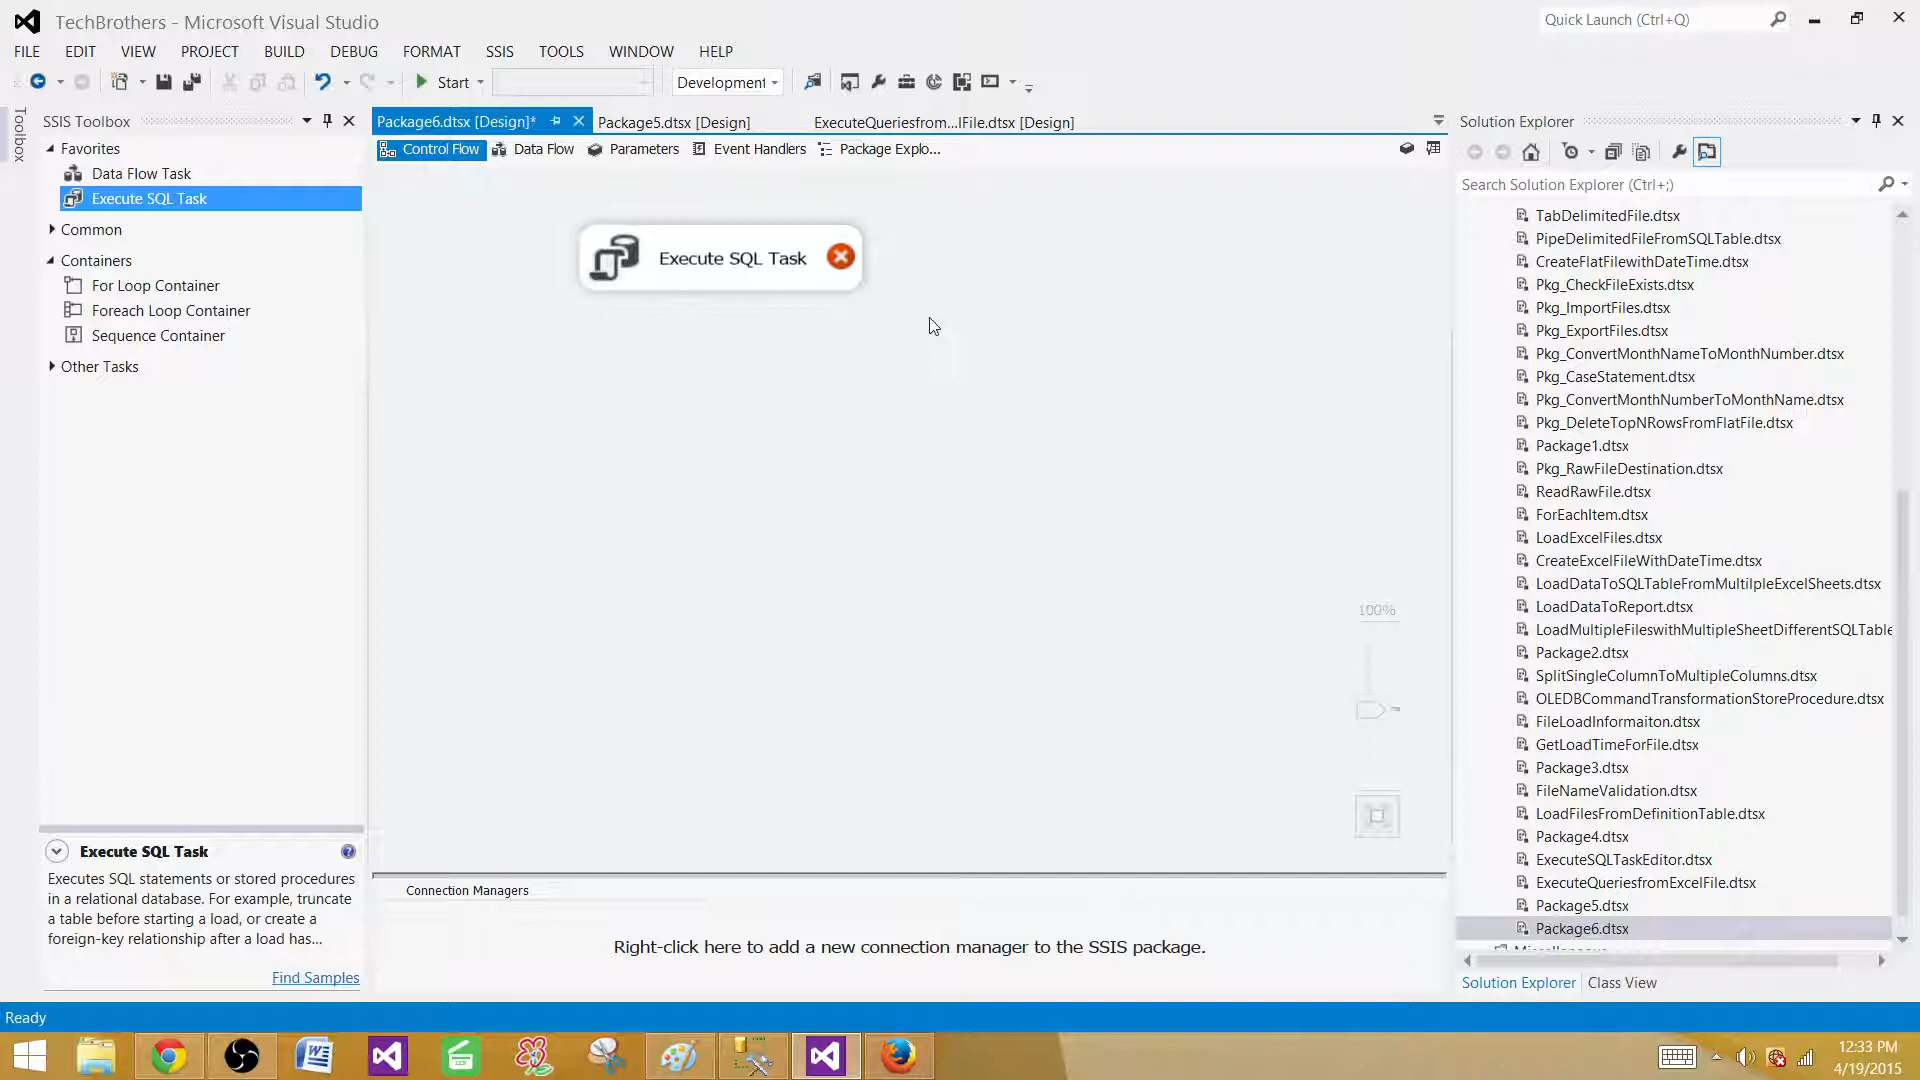 TechBrothers - Microsoft Visual Studio
Quick Launch (Ctrl+Q)
FILE EDIT VIEW PROJECT BUILD DEBUG FORMAT SSIS TOOLS WINDOW HELP
Start
Development
Toolbox
SSIS Toolbox
Favorites
Data Flow Task
Execute SQL Task
Common
Containers
For Loop Container
Foreach Loop Container
Sequence Container
Other Tasks
Execute SQL Task
Executes SQL statements or stored procedures
in a relational database. For example, truncate
a table before starting a load, or create a
foreign-key relationship after a load has...
Find Samples
Package6.dtsx [Design]* Package5.dtsx [Design] ExecuteQueriesfrom...lFile.dtsx [Design]
Control Flow Data Flow Parameters Event Handlers Package Explo...
Execute SQL Task
100%
Connection Managers
Right-click here to add a new connection manager to the SSIS package.
Solution Explorer
Search Solution Explorer (Ctrl+;)
TabDelimitedFile.dtsx
PipeDelimitedFileFromSQLTable.dtsx
CreateFlatFilewithDateTime.dtsx
Pkg_CheckFileExists.dtsx
Pkg_ImportFiles.dtsx
Pkg_ExportFiles.dtsx
Pkg_ConvertMonthNameToMonthNumber.dtsx
Pkg_CaseStatement.dtsx
Pkg_ConvertMonthNumberToMonthName.dtsx
Pkg_DeleteTopNRowsFromFlatFile.dtsx
Package1.dtsx
Pkg_RawFileDestination.dtsx
ReadRawFile.dtsx
ForEachItem.dtsx
LoadExcelFiles.dtsx
CreateExcelFileWithDateTime.dtsx
LoadDataToSQLTableFromMultilpleExcelSheets.dtsx
LoadDataToReport.dtsx
LoadMultipleFileswithMultipleSheetDifferentSQLTable
Package2.dtsx
SplitSingleColumnToMultipleColumns.dtsx
OLEDBCommandTransformationStoreProcedure.dtsx
FileLoadInformaiton.dtsx
GetLoadTimeForFile.dtsx
Package3.dtsx
FileNameValidation.dtsx
LoadFilesFromDefinitionTable.dtsx
Package4.dtsx
ExecuteSQLTaskEditor.dtsx
ExecuteQueriesfromExcelFile.dtsx
Package5.dtsx
Package6.dtsx
Solution Explorer Class View
Ready
12:33 PM
4/19/2015